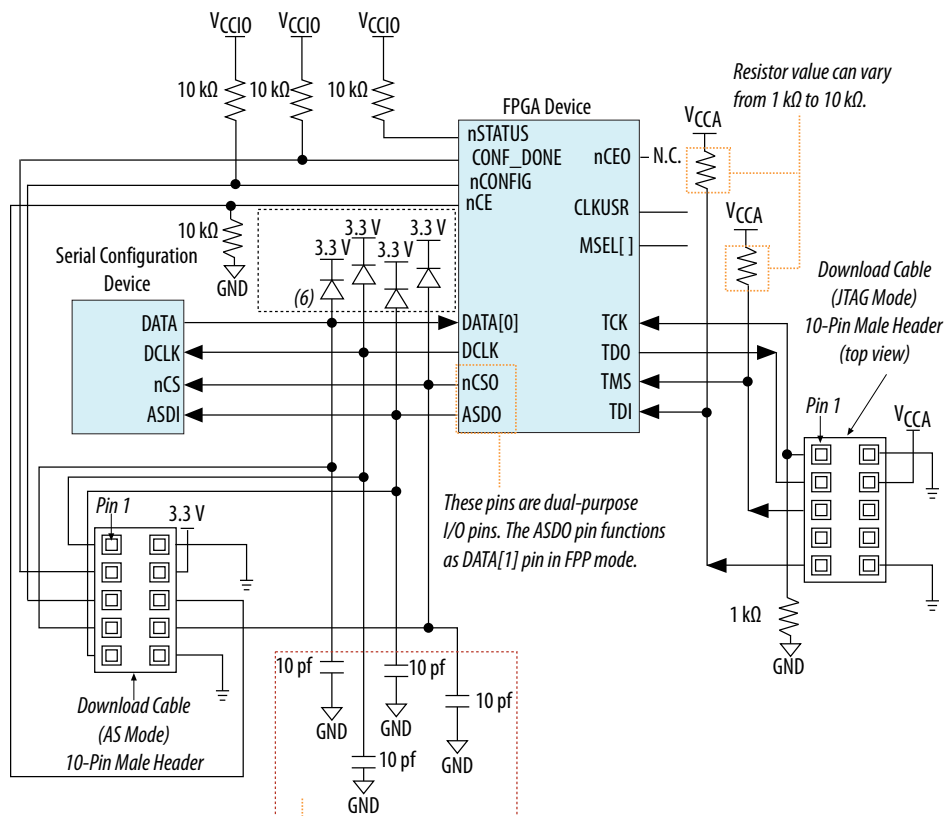 VCCIO
VCCIO
VCCIO
10 kΩ
10 kΩ
10 kΩ
Resistor value can vary
from 1 kΩ to 10 kΩ.
FPGA Device
nSTATUS
CONF_DONE
nCONFIG
nCE
nCEO
N.C.
CLKUSR
MSEL[ ]
VCCA
VCCA
10 kΩ
GND
3.3 V
3.3 V
3.3 V
3.3 V
(6)
Serial Configuration
Device
DATA
DCLK
nCS
ASDI
DATA[0]
DCLK
nCSO
ASDO
TCK
TDO
TMS
TDI
Download Cable
(JTAG Mode)
10-Pin Male Header
(top view)
Pin 1
VCCA
These pins are dual-purpose
I/O pins. The ASDO pin functions
as DATA[1] pin in FPP mode.
Pin 1
3.3 V
1 kΩ
GND
Download Cable
(AS Mode)
10-Pin Male Header
10 pf
GND
10 pf
GND
10 pf
GND
10 pf
GND